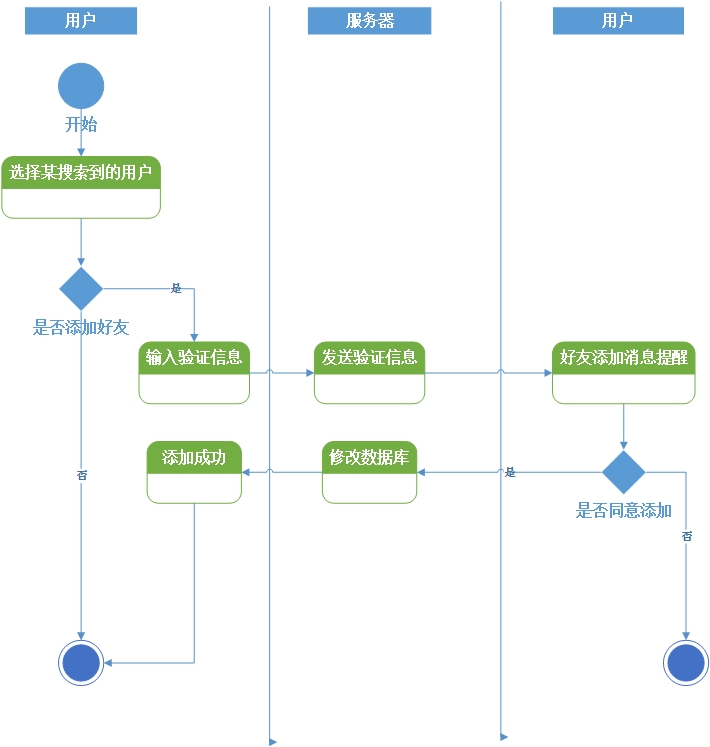 用户
服务器
用户
开始
选择某搜索到的用户
是
是否添加好友
输入验证信息
发送验证信息
好友添加消息提醒
添加成功
修改数据库
是
否
是否同意添加
否